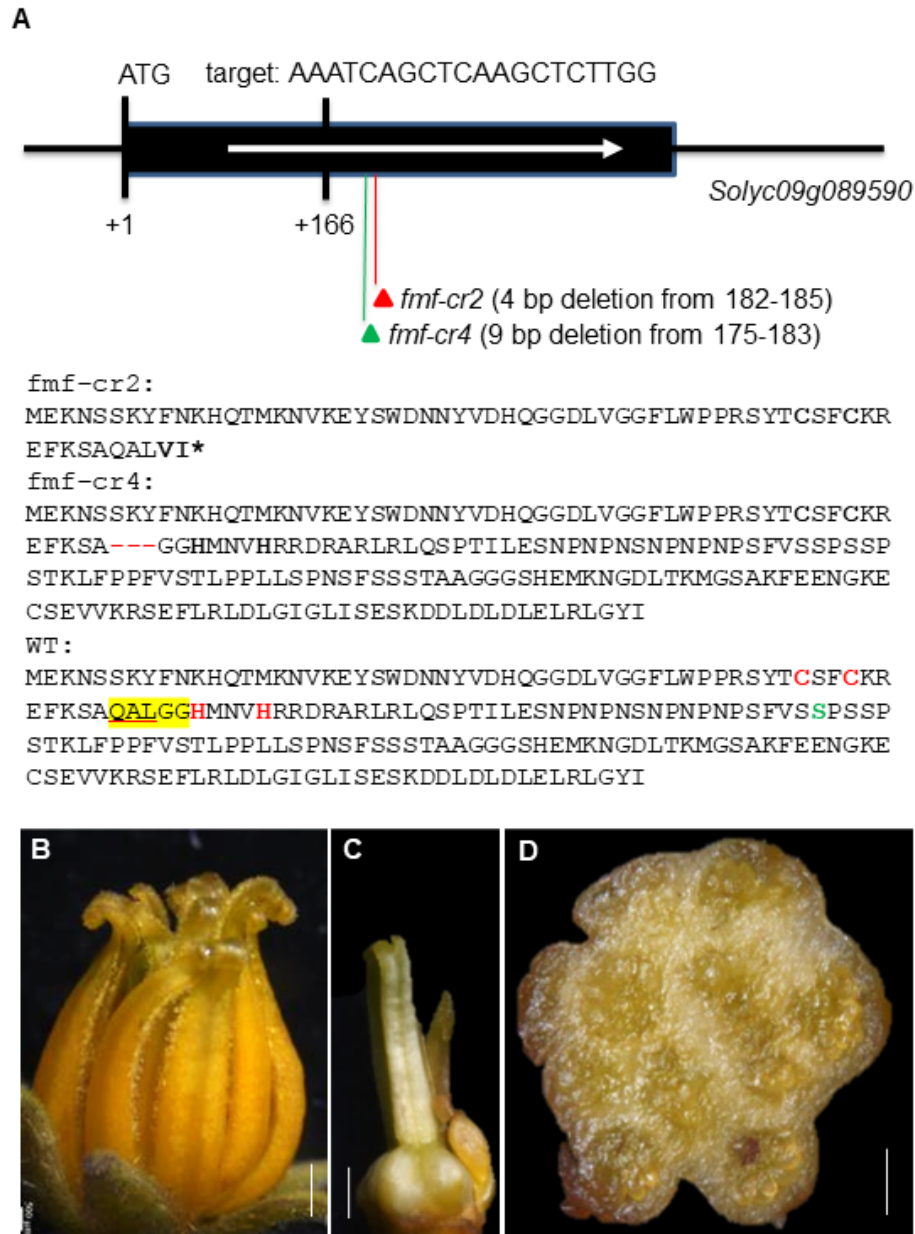 A
ATG target: AAATCAGCTCAAGCTCTTGG
Solyc09g089590
+1 +166
fmf-cr2 (4 bp deletion from 182-185)
fmf-cr4 (9 bp deletion from 175-183)
fmf-cr2:
MEKNSSKYFNKHQTMKNVKEYSWDNNYVDHQGGDLVGGFLWPPRSYTCSFCKR
EFKSAQALVI*
fmf-cr4:
MEKNSSKYFNKHQTMKNVKEYSWDNNYVDHQGGDLVGGFLWPPRSYTCSFCKR
EFKSA---GGHMNVHRRDRARLRLQSPTILESNPNPNSNPNPNPSFVSSPSSP
STKLFPPFVSTLPPLLSPNSFSSSTAAGGGSHEMKNGDLTKMGSAKFEENGKE
CSEVVKRSEFLRLDLGIGLISESKDDLDLDLELRLGYI
WT:
MEKNSSKYFNKHQTMKNVKEYSWDNNYVDHQGGDLVGGFLWPPRSYTCSFCKR
EFKSAQALGGHMNVHRRDRARLRLQSPTILESNPNPNSNPNPNPSFVSSPSSP
STKLFPPFVSTLPPLLSPNSFSSSTAAGGGSHEMKNGDLTKMGSAKFEENGKE
CSEVVKRSEFLRLDLGIGLISESKDDLDLDLELRLGYI
B C D